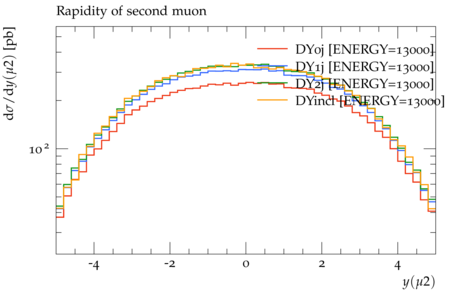 Rapidity of second muon
dσ/dy(μ2) [pb]
DY0j [ENERGY=13000]
DY1j [ENERGY=13000]
DY2j [ENERGY=13000]
DYincl [ENERGY=13000]
10²
-4 -2 0 2 4
y(μ2)